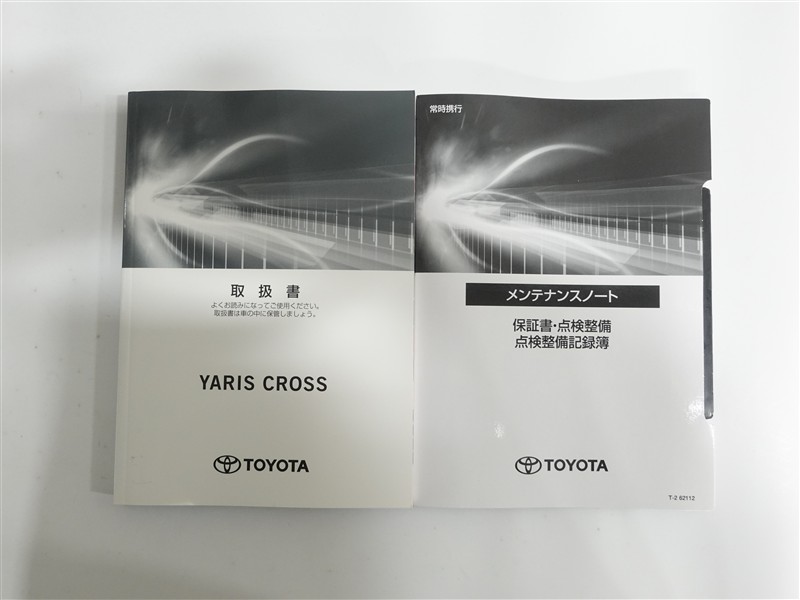 取扱書
よくお読みになってご使用ください。
取扱書は車の中に保管しましょう。
YARIS CROSS
TOYOTA
常時携行
メンテナンスノート
保証書・点検整備
点検整備記録簿
TOYOTA
T-2 62112